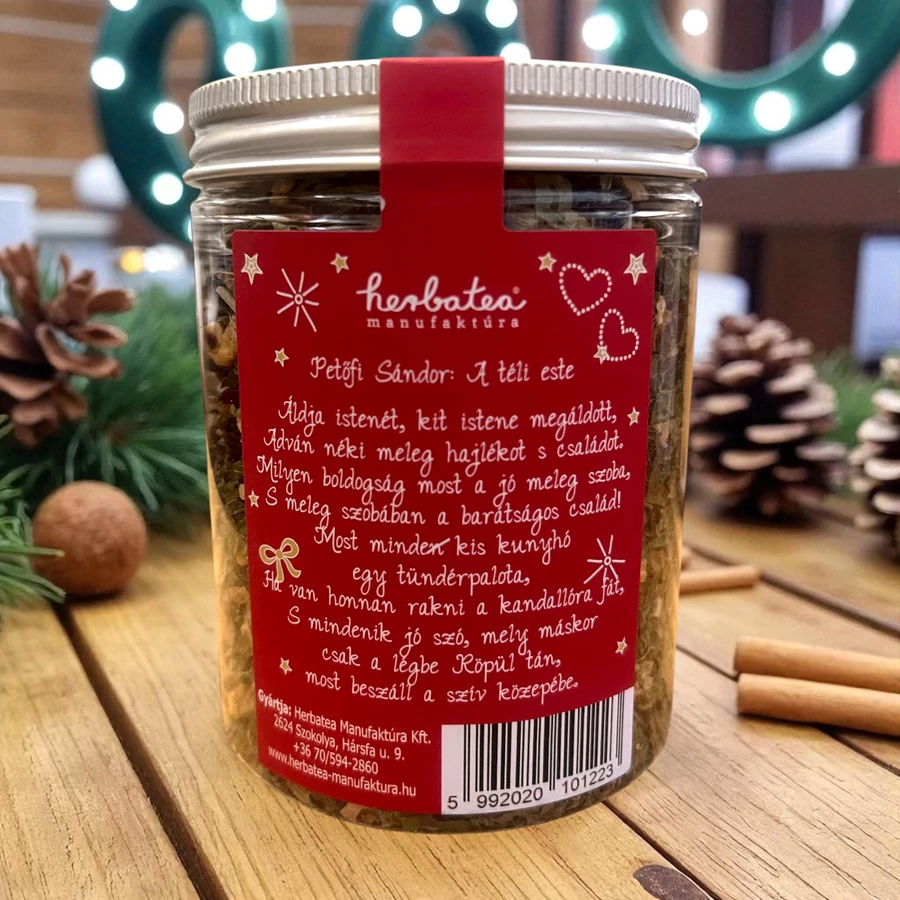 herbatea
manufaktúra
Petőfi Sándor: A téli este
Áldja istenét, kit istene megáldott,
Adván néki meleg hajlékot s családot.
Milyen boldogság most a jó meleg szoba,
S meleg szobában a barátságos család!
Most minden kis kunyhó
egy tündérpalota,
Ha van honnan rakni a kandallóra fát,
S mindenik jó szó, mely máskor
csak a légbe Röpül tán,
most beszáll a szív közepébe.
Gyártja: Herbatea Manufaktúra Kft.
2624 Szokolya, Hársfa u. 9.
+36 70/594-2860
www.herbatea-manufaktura.hu
5 992020 101223